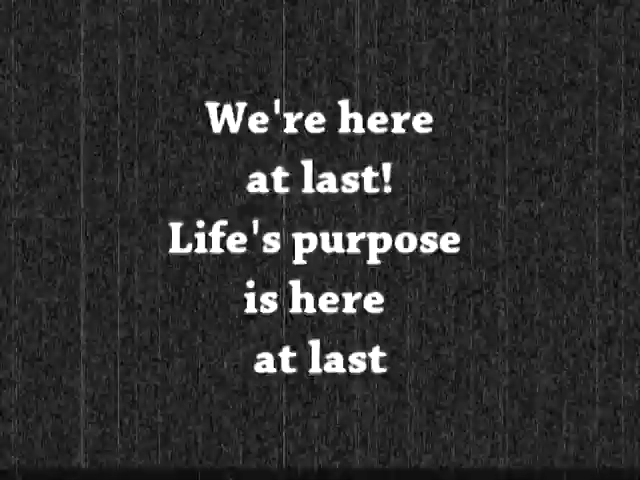 We're here
at last!
Life's purpose
is here
at last